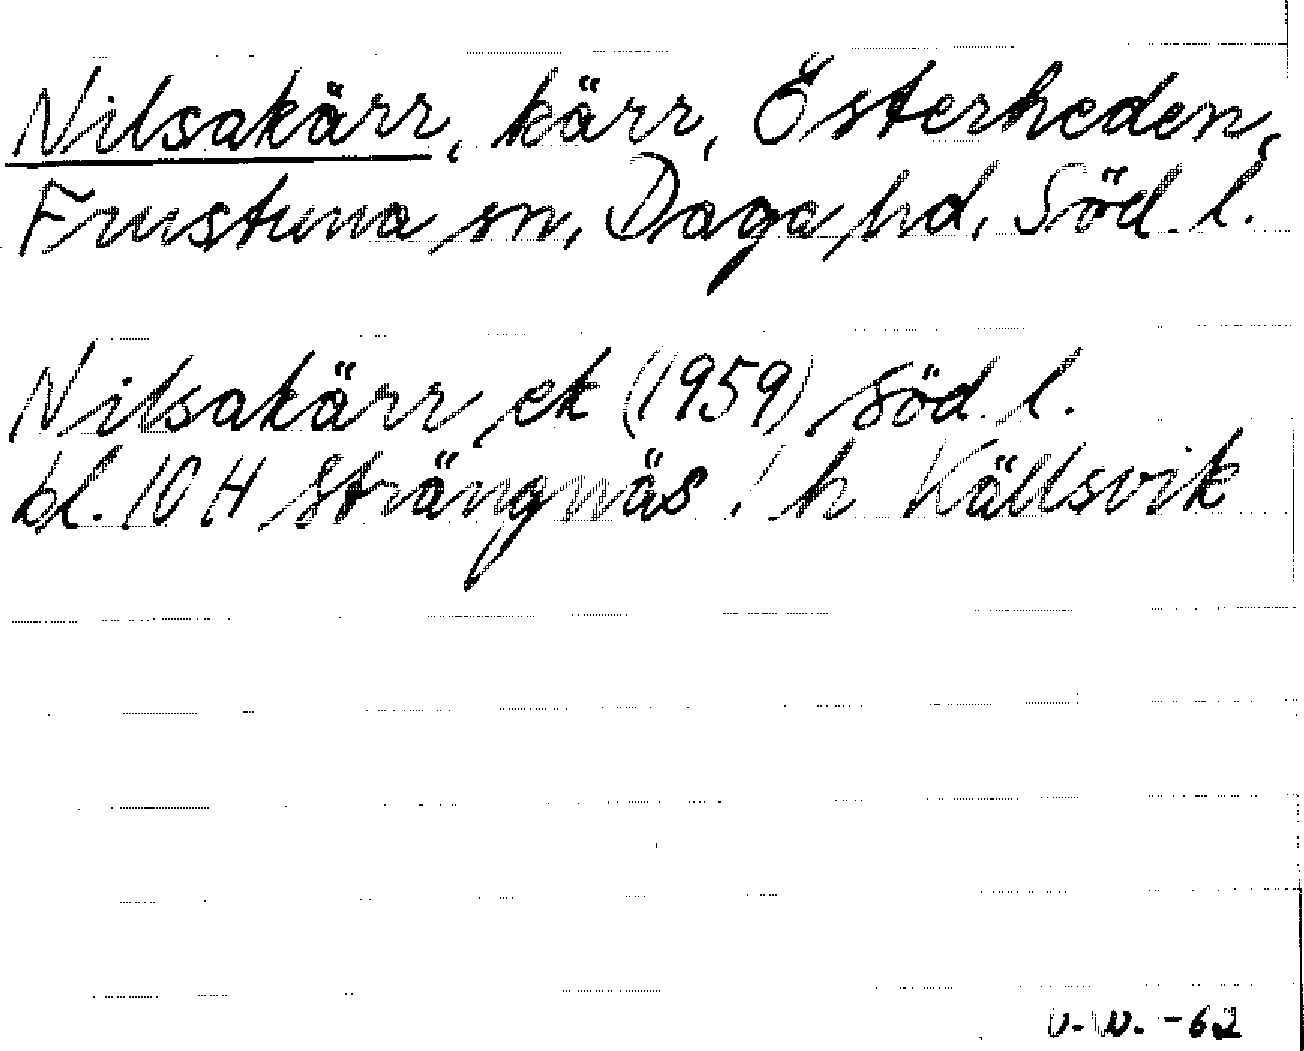 Nilsakärr, kärr, Österheden,
Frustuna sn, Daga hd, Söd. l.
Nilsakärr ek (1959) Söd. l.
bl. 10 H Strängnäs ! h Källsvik
V.W. -62